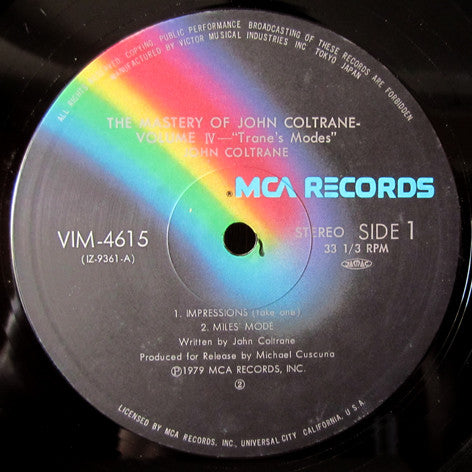 ALL RIGHTS RESERVED. UNAUTHORIZED COPYING, PUBLIC PERFORMANCE BROADCASTING OF THESE RECORDS ARE FORBIDDEN
MANUFACTURED BY VICTOR MUSICAL INDUSTRIES INC TOKYO JAPAN
THE MASTERY OF JOHN COLTRANE-
VOLUME IV—"Trane's Modes"
JOHN COLTRANE
® MCA RECORDS
VIM-4615
(IZ-9361-A)
STEREO SIDE 1
33 1/3 RPM
JASRAC
1. IMPRESSIONS (take one)
2. MILES' MODE
Written by John Coltrane
Produced for Release by Michael Cuscuna
Ⓟ1979 MCA RECORDS, INC.
②
LICENSED BY MCA RECORDS, INC., UNIVERSAL CITY, CALIFORNIA, U.S.A.